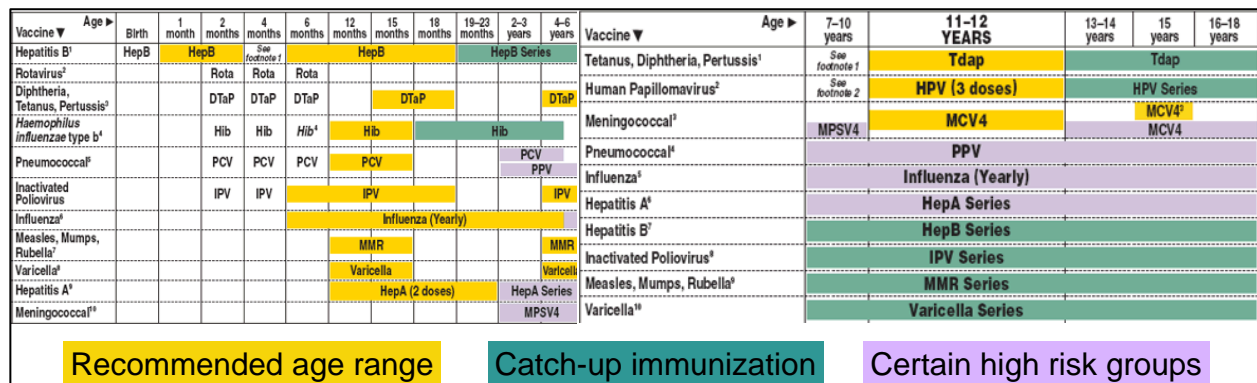 Age ▶
Vaccine ▼
Birth
1 month
2 months
4 months
6 months
12 months
15 months
18 months
19–23 months
2–3 years
4–6 years
Hepatitis B¹
HepB
HepB
See footnote 1
HepB
HepB Series
Rotavirus²
Rota
Rota
Rota
Diphtheria, Tetanus, Pertussis³
DTaP
DTaP
DTaP
DTaP
DTaP
Haemophilus influenzae type b⁴
Hib
Hib
Hib⁴
Hib
Hib
Pneumococcal⁵
PCV
PCV
PCV
PCV
PCV
PPV
Inactivated Poliovirus
IPV
IPV
IPV
IPV
Influenza⁶
Influenza (Yearly)
Measles, Mumps, Rubella⁷
MMR
MMR
Varicella⁸
Varicella
Varicella
Hepatitis A⁹
HepA (2 doses)
HepA Series
Meningococcal¹⁰
MPSV4
Age ▶
Vaccine ▼
7–10 years
11–12 YEARS
13–14 years
15 years
16–18 years
Tetanus, Diphtheria, Pertussis¹
See footnote 1
Tdap
Tdap
Human Papillomavirus²
See footnote 2
HPV (3 doses)
HPV Series
Meningococcal³
MPSV4
MCV4
MCV4³
MCV4
Pneumococcal⁴
PPV
Influenza⁵
Influenza (Yearly)
Hepatitis A⁶
HepA Series
Hepatitis B⁷
HepB Series
Inactivated Poliovirus⁸
IPV Series
Measles, Mumps, Rubella⁹
MMR Series
Varicella¹⁰
Varicella Series
Recommended age range
Catch-up immunization
Certain high risk groups